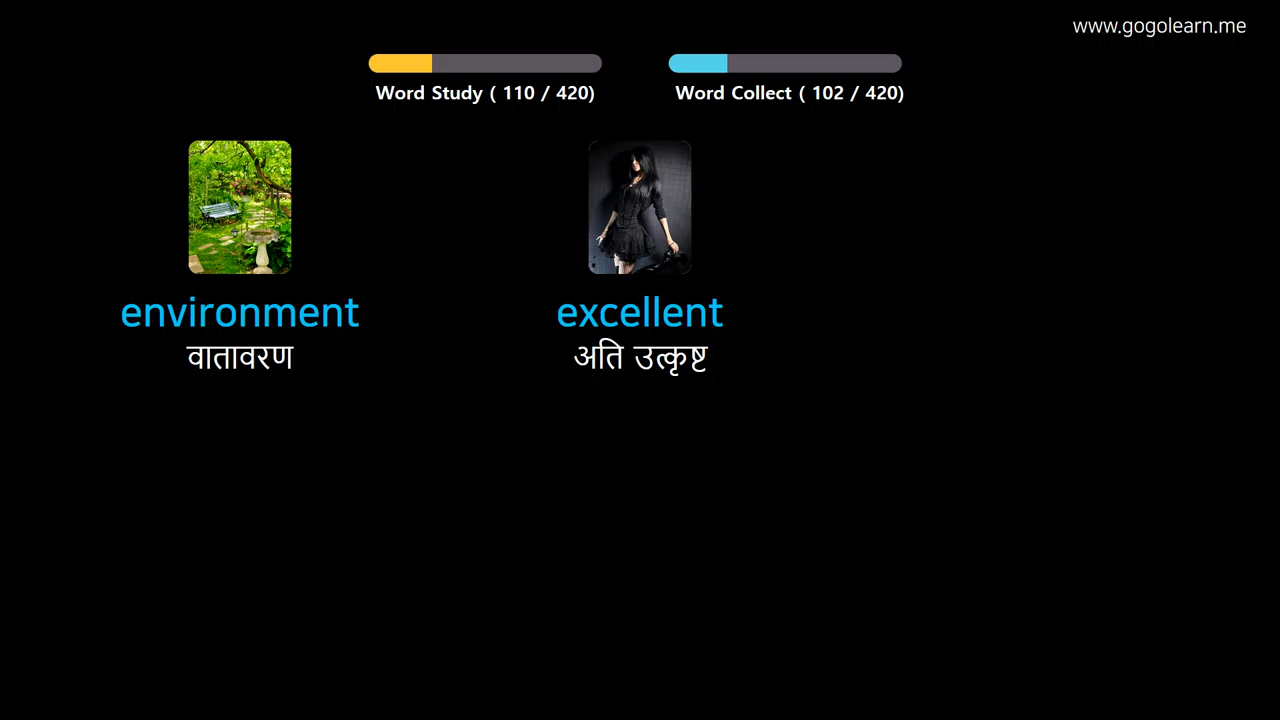 www.gogolearn.me
Word Study ( 110 / 420)
Word Collect ( 102 / 420)
environment
वातावरण
excellent
अति उत्कृष्ट